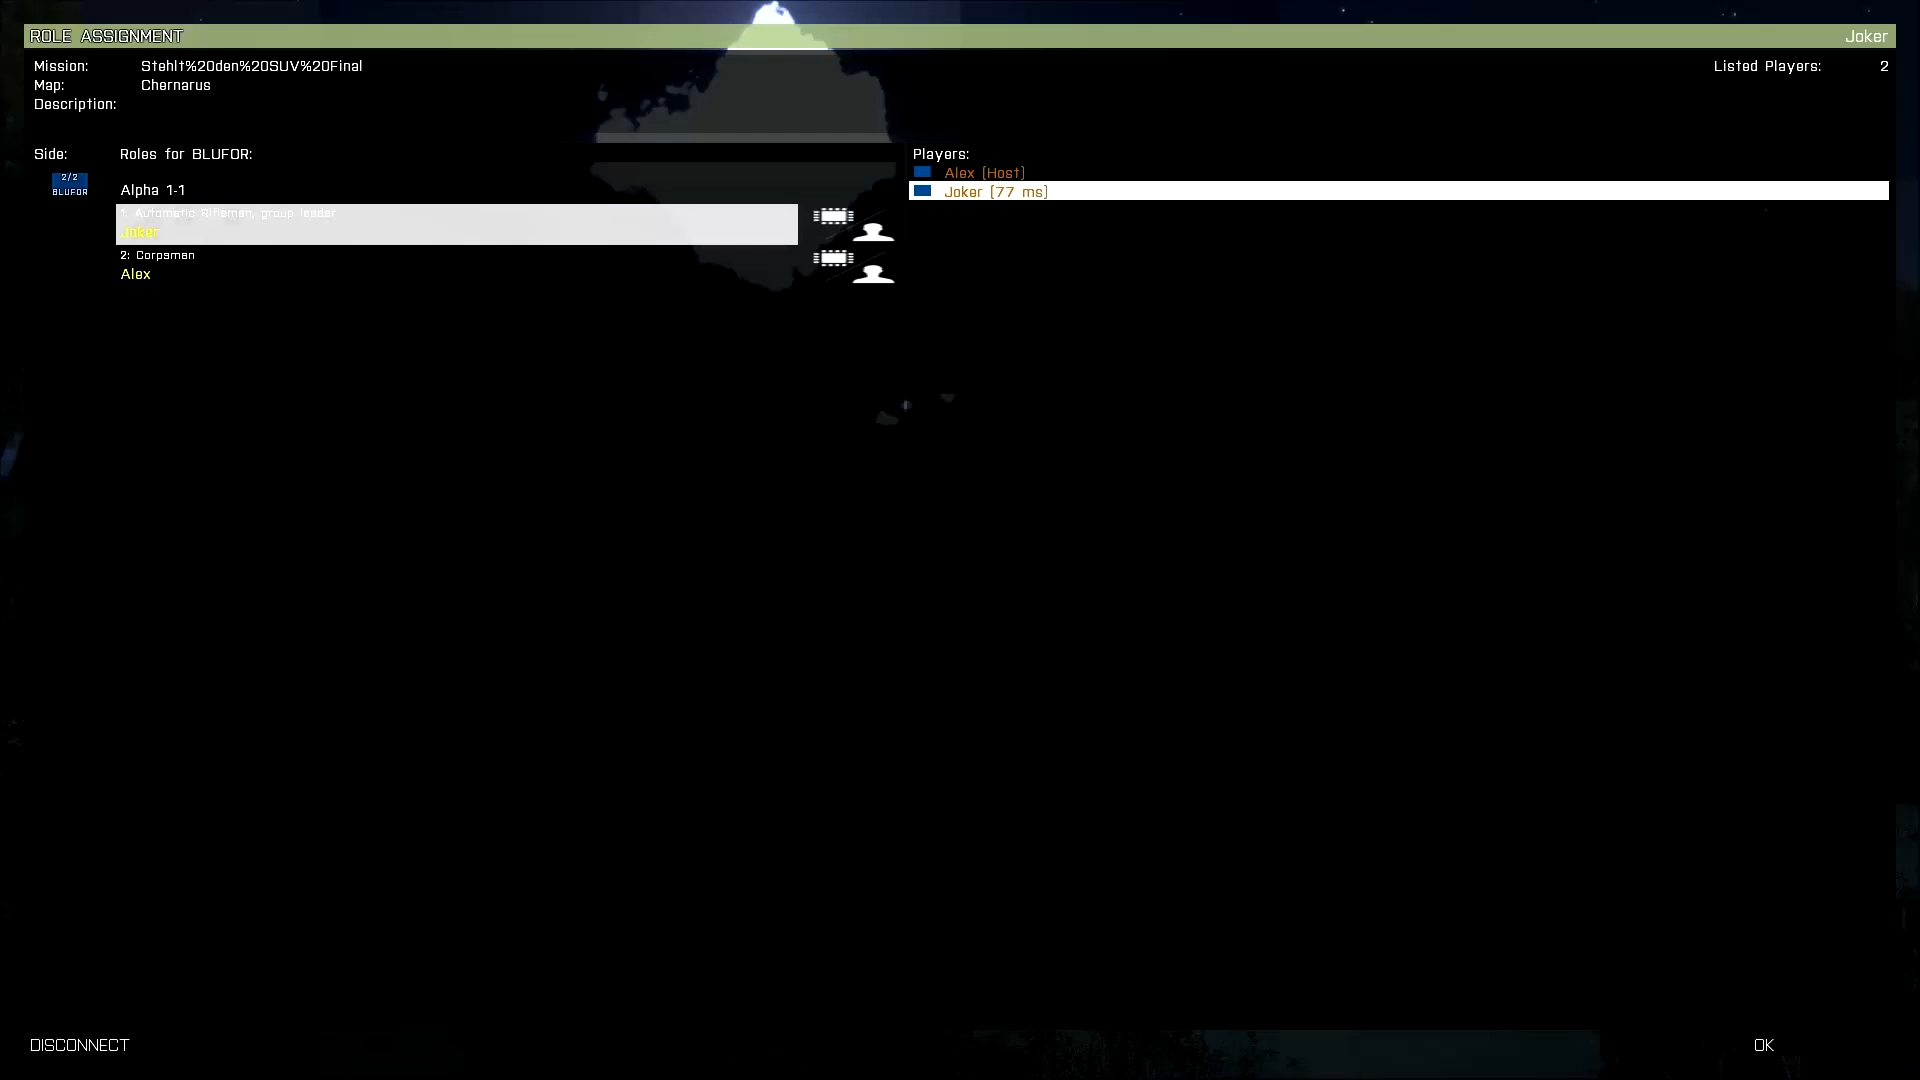 ROLE ASSIGNMENT
Joker
Mission: Stehlt%20den%20SUV%20Final
Listed Players: 2
Map: Chernarus
Description:
Side:
Roles for BLUFOR:
Players:
2/2
BLUFOR
Alpha 1-1
Alex (Host)
Joker (77 ms)
1: Automatic Rifleman, group leader
Joker
2: Corpsman
Alex
DISCONNECT
OK